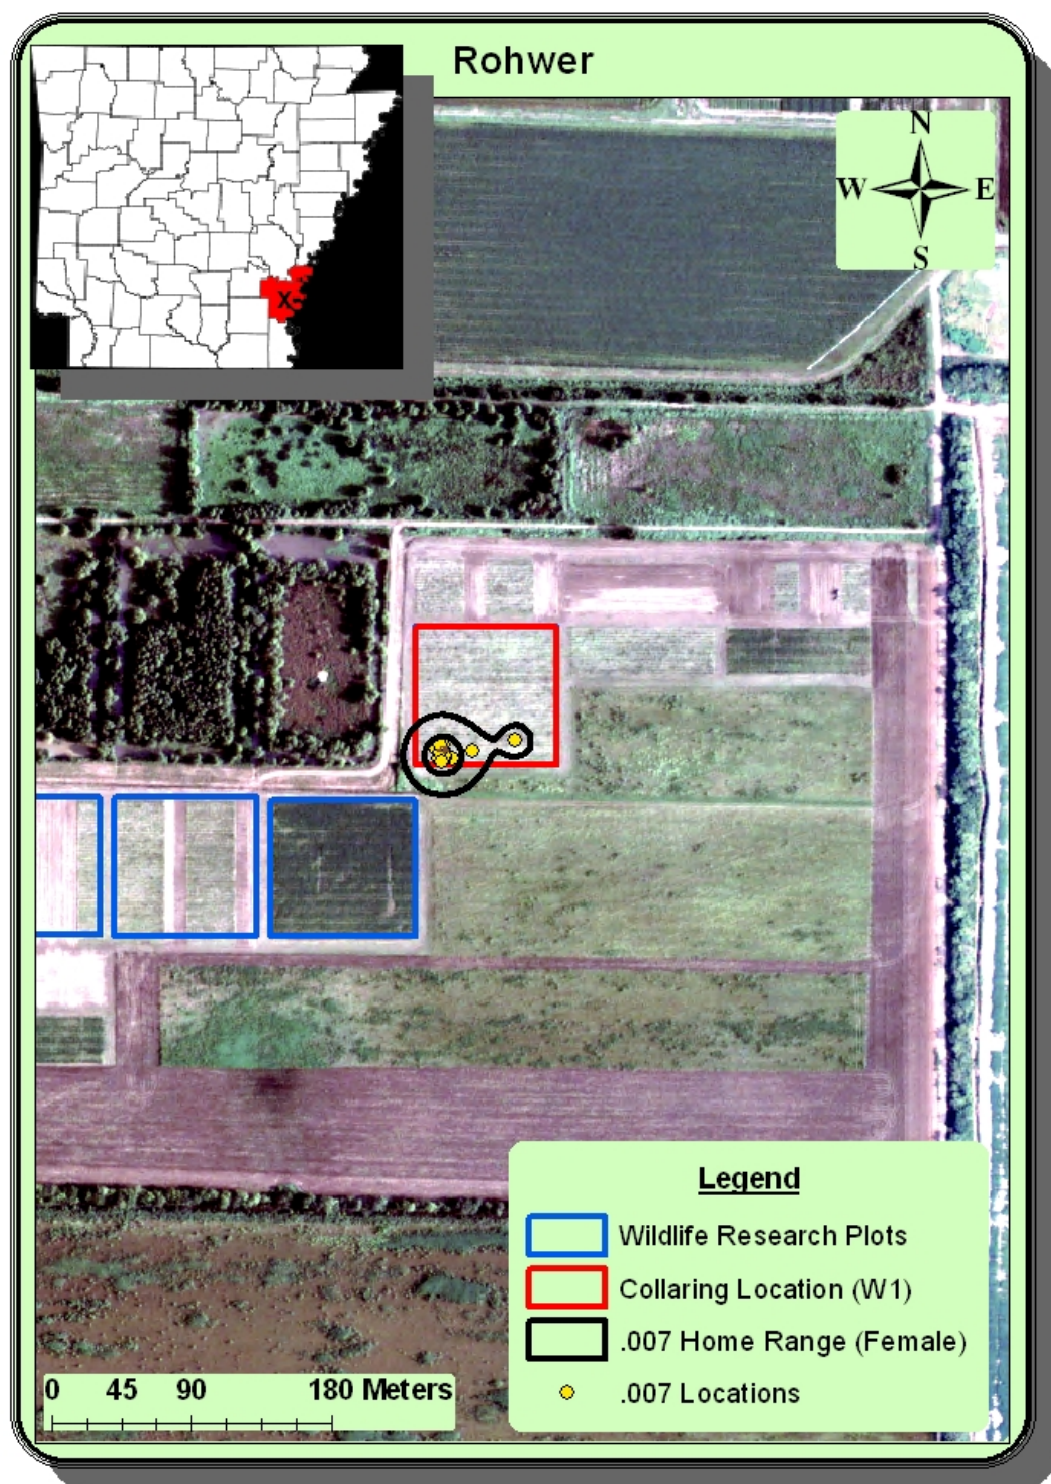 Rohwer
X
N
W E
S
Legend
Wildlife Research Plots
Collaring Location (W1)
.007 Home Range (Female)
.007 Locations
0 45 90 180 Meters